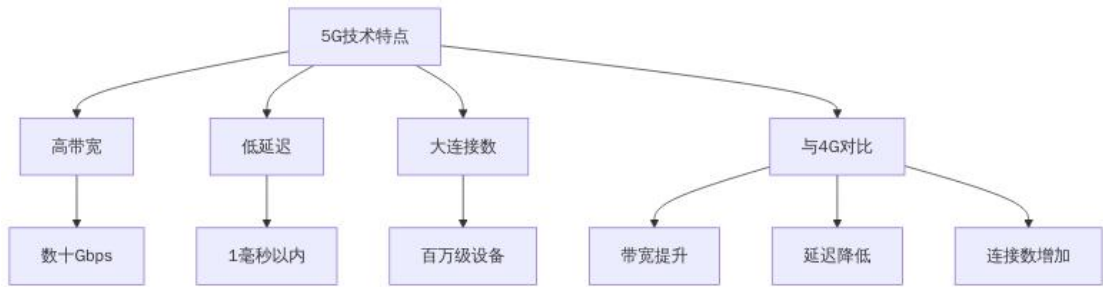 5G技术特点
高带宽
低延迟
大连接数
与4G对比
数十Gbps
1毫秒以内
百万级设备
带宽提升
延迟降低
连接数增加